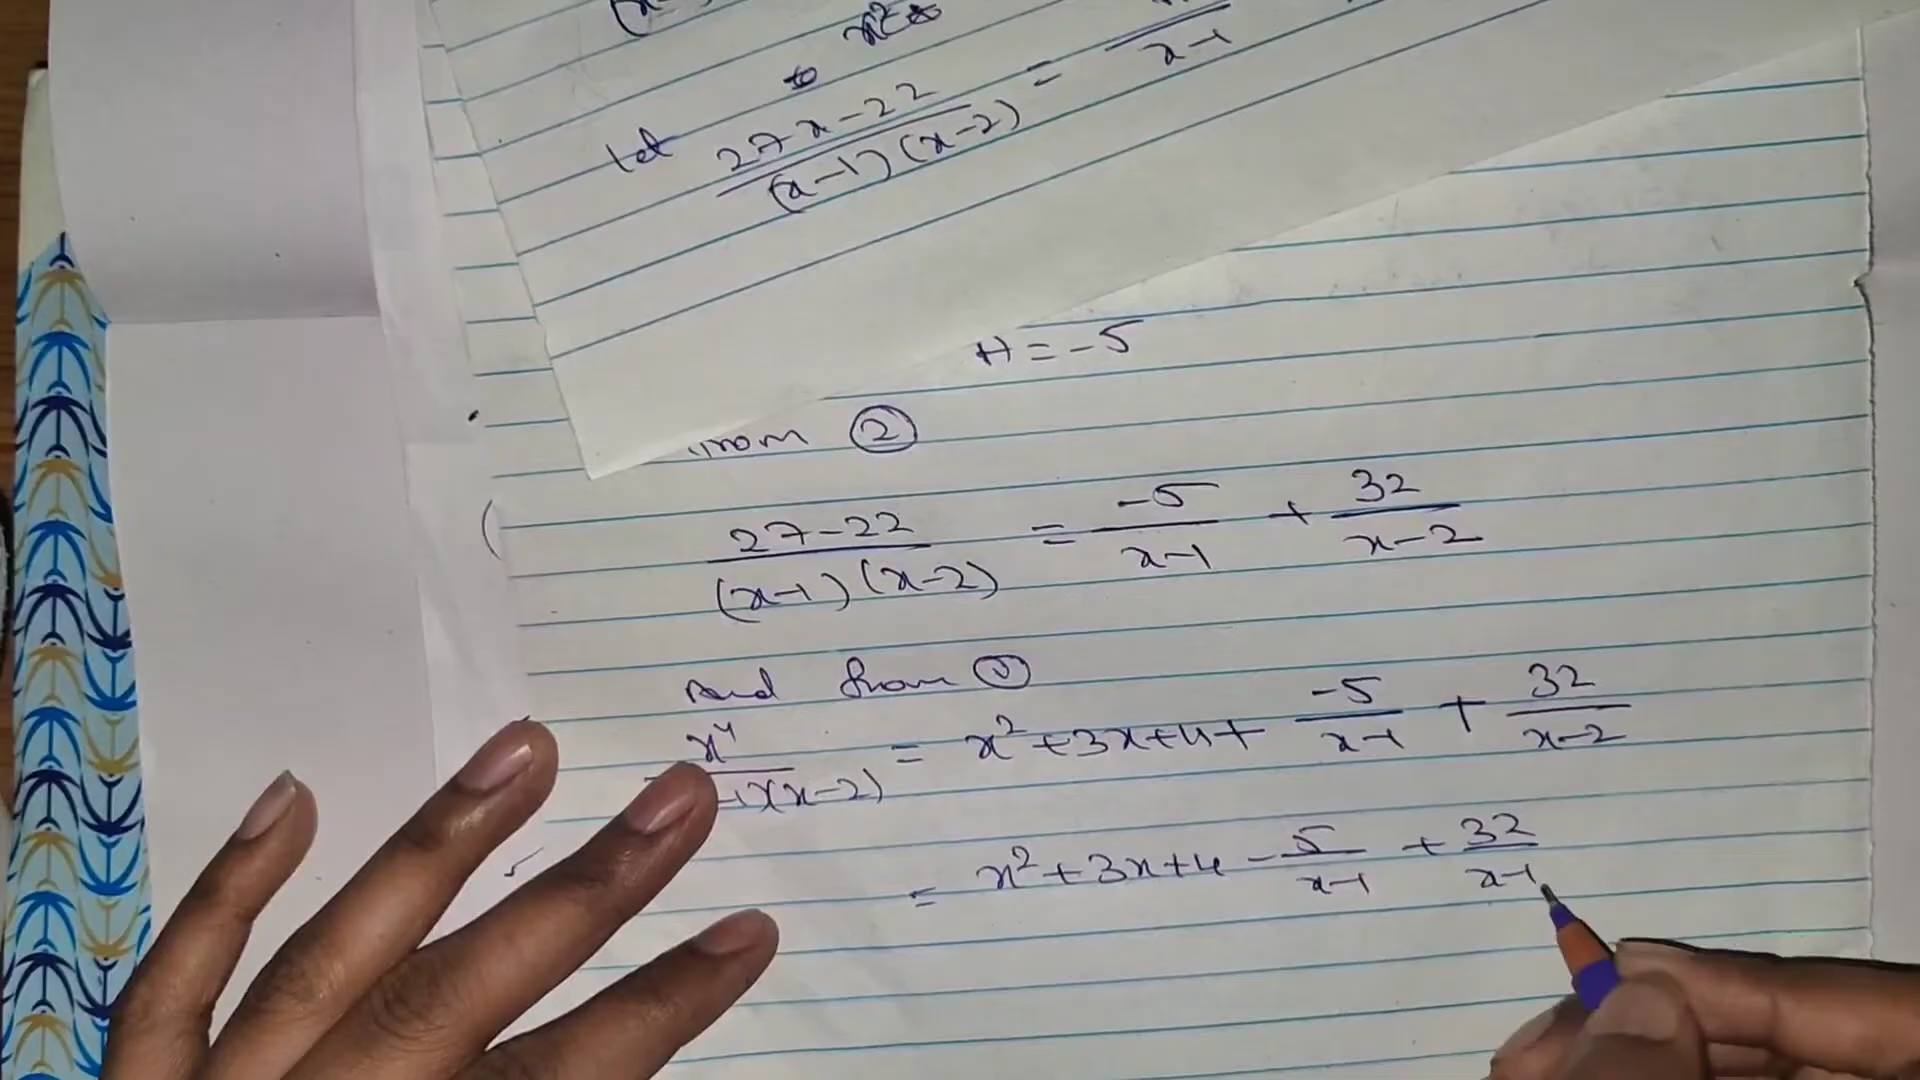 x²
Let (27x-22)/((x-1)(x-2)) = /(x-1)
A = -5
from ②
(27-22)/((x-1)(x-2)) = (-5)/(x-1) + 32/(x-2)
And from ①
x⁴/(-1)(x-2) = x²+3x+4+ (-5)/(x-1) + 32/(x-2)
= x²+3x+4 - 5/(x-1) + 32/(x-1)